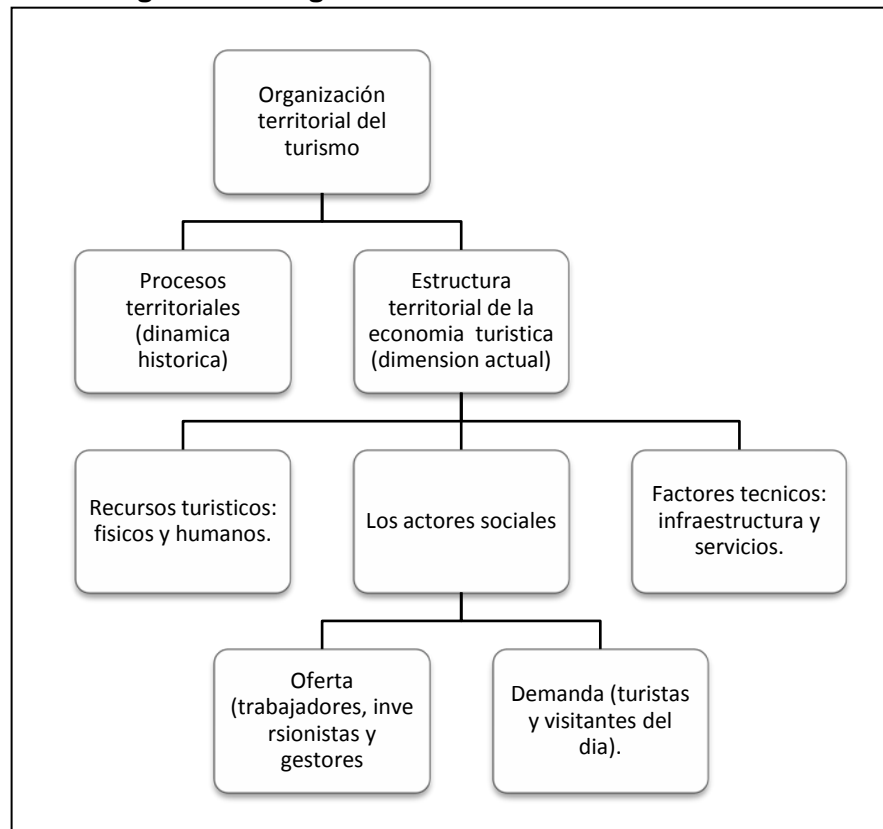 Organización
territorial del
turismo
Procesos
territoriales
(dinamica
historica)
Estructura
territorial de la
economia turistica
(dimension actual)
Recursos turisticos:
fisicos y humanos.
Los actores sociales
Factores tecnicos:
infraestructura y
servicios.
Oferta
(trabajadores, inve
rsionistas y
gestores
Demanda (turistas
y visitantes del
dia).